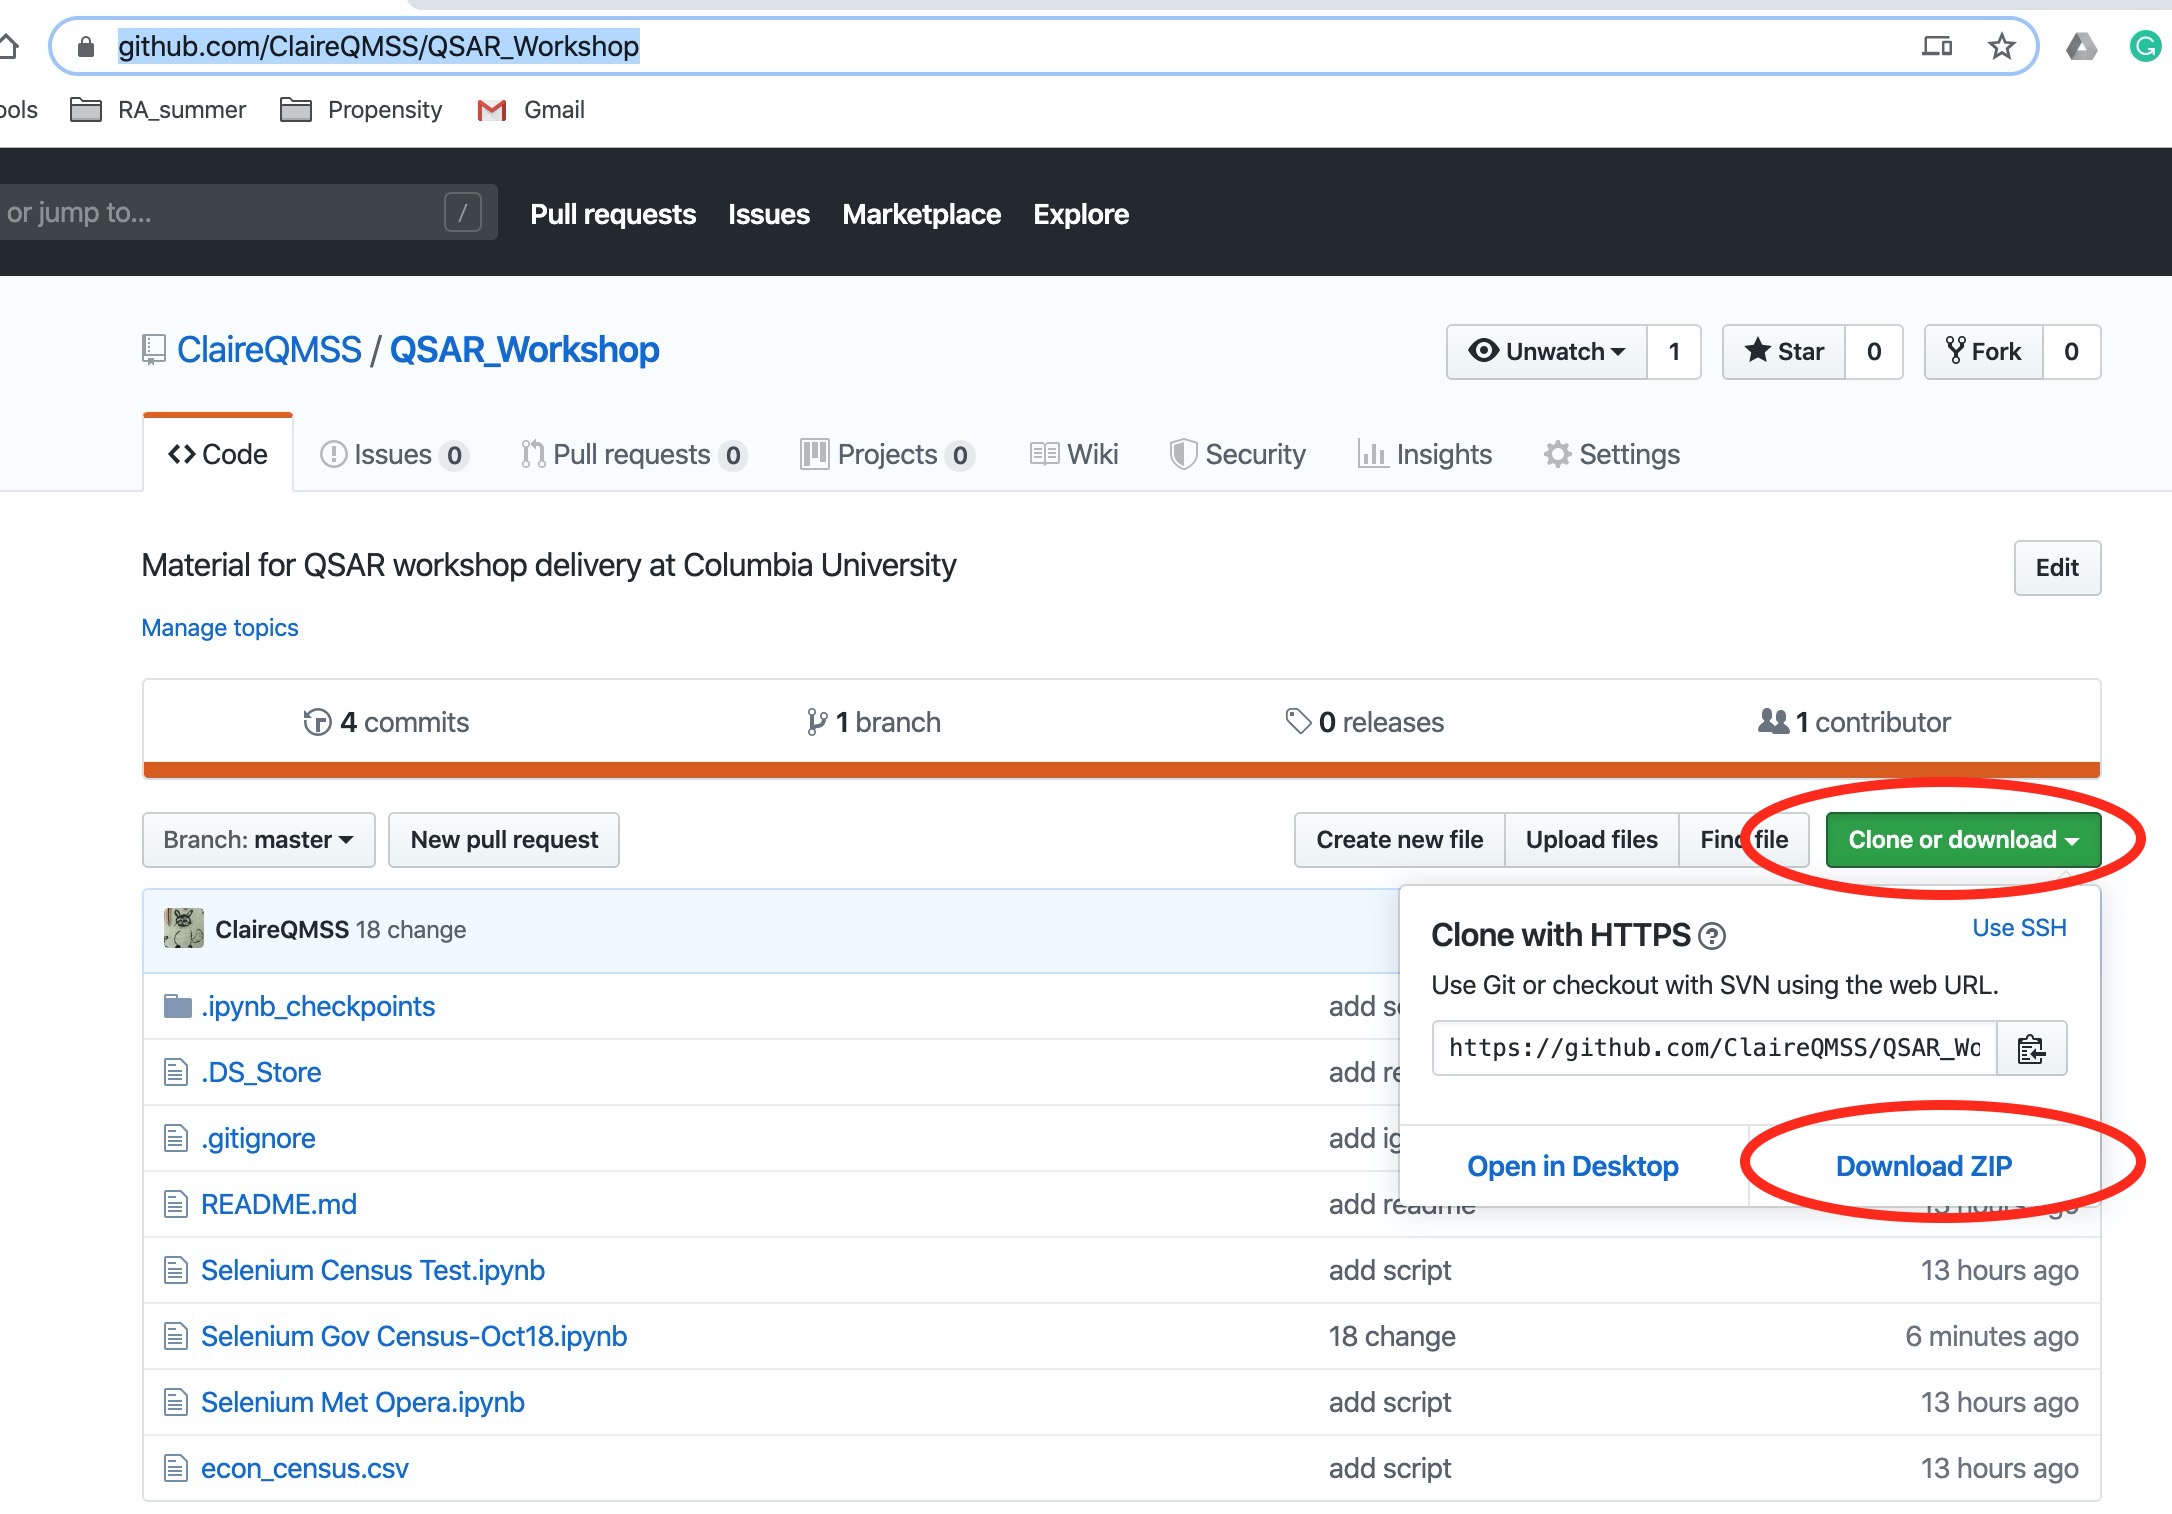 github.com/ClaireQMSS/QSAR_Workshop
ools RA_summer Propensity Gmail
or jump to... / Pull requests Issues Marketplace Explore
ClaireQMSS / QSAR_Workshop Unwatch 1 Star 0 Fork 0
Code Issues 0 Pull requests 0 Projects 0 Wiki Security Insights Settings
Material for QSAR workshop delivery at Columbia University Edit
Manage topics
4 commits 1 branch 0 releases 1 contributor
Branch: master New pull request Create new file Upload files Find file Clone or download
ClaireQMSS 18 change
Clone with HTTPS Use SSH
Use Git or checkout with SVN using the web URL.
https://github.com/ClaireQMSS/QSAR_Wo
Open in Desktop Download ZIP
.ipynb_checkpoints add
.DS_Store add
.gitignore add
README.md add readme 13 hours ago
Selenium Census Test.ipynb add script 13 hours ago
Selenium Gov Census-Oct18.ipynb 18 change 6 minutes ago
Selenium Met Opera.ipynb add script 13 hours ago
econ_census.csv add script 13 hours ago